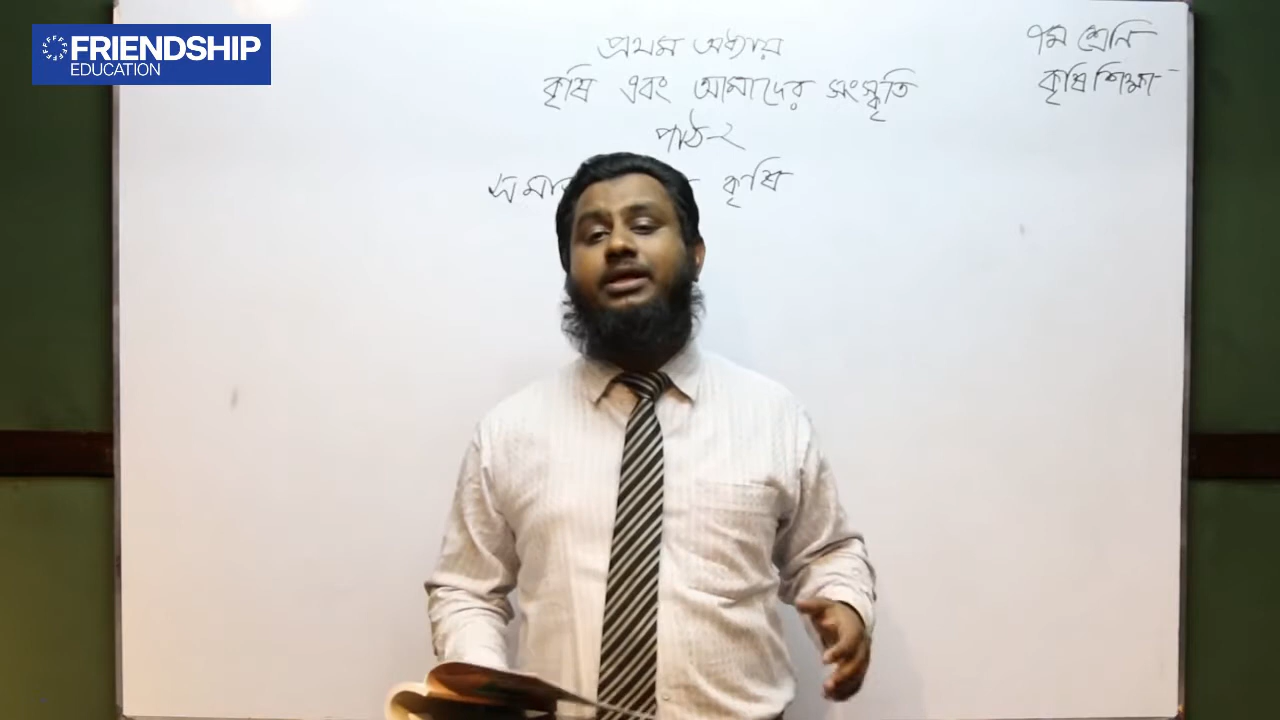 FRIENDSHIP
EDUCATION
প্রথম অধ্যায়
কৃষি এবং আমাদের সংস্কৃতি
পাঠ-২
কৃষি
৭ম শ্রেনি
কৃষি শিক্ষা